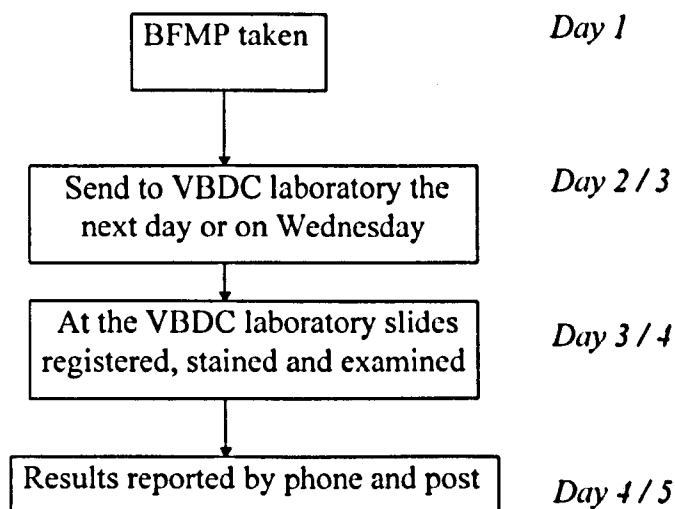 BFMP taken
Day 1
Send to VBDC laboratory the
next day or on Wednesday
Day 2 / 3
At the VBDC laboratory slides
registered, stained and examined
Day 3 / 4
Results reported by phone and post
Day 4 / 5